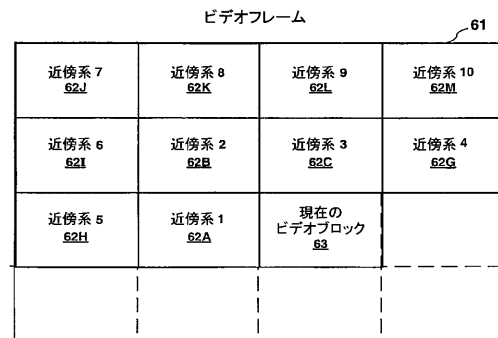 ビデオフレーム
61
近傍系 7
62J
近傍系 8
62K
近傍系 9
62L
近傍系 10
62M
近傍系 6
62I
近傍系 2
62B
近傍系 3
62C
近傍系 4
62G
近傍系 5
62H
近傍系 1
62A
現在の
ビデオブロック
63